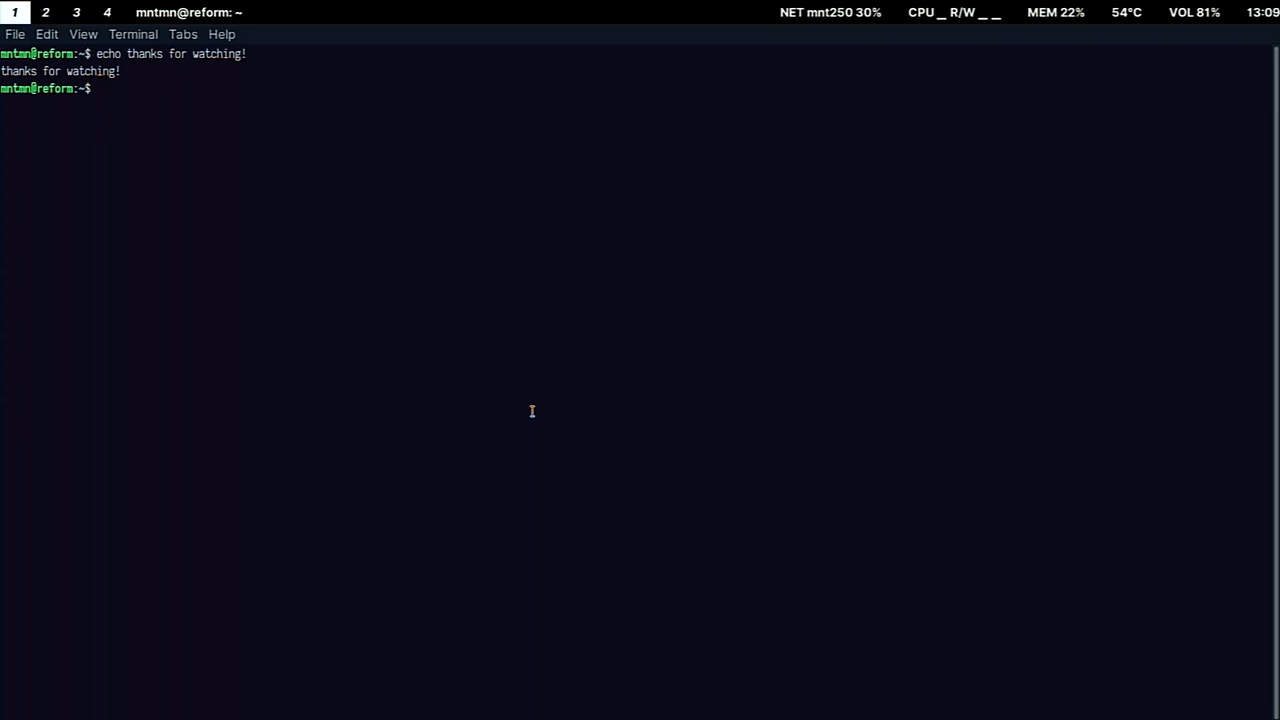 1 2 3 4 mntmn@reform: ~ NET mnt250 30% CPU _ R/W _ _ MEM 22% 54°C VOL 81% 13:09
File Edit View Terminal Tabs Help
mntmn@reform:~$ echo thanks for watching!
thanks for watching!
mntmn@reform:~$